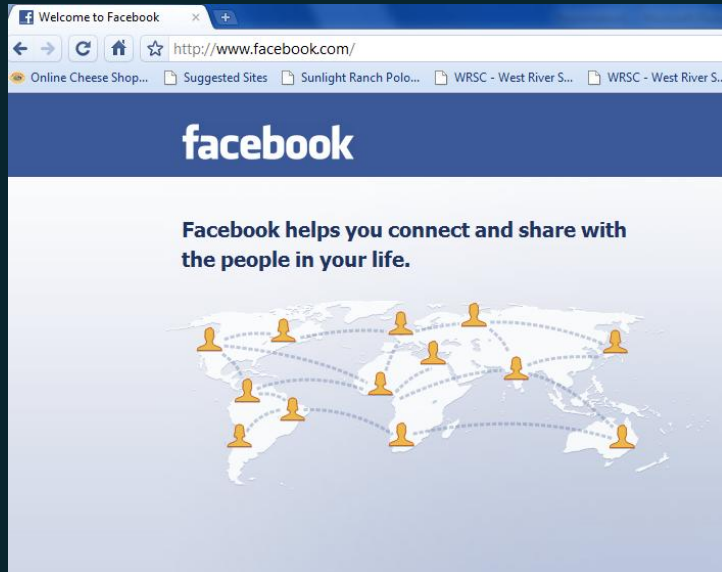 Welcome to Facebook
http://www.facebook.com/
Online Cheese Shop... Suggested Sites Sunlight Ranch Polo... WRSC - West River S... WRSC - West River S...
facebook
Facebook helps you connect and share with
the people in your life.